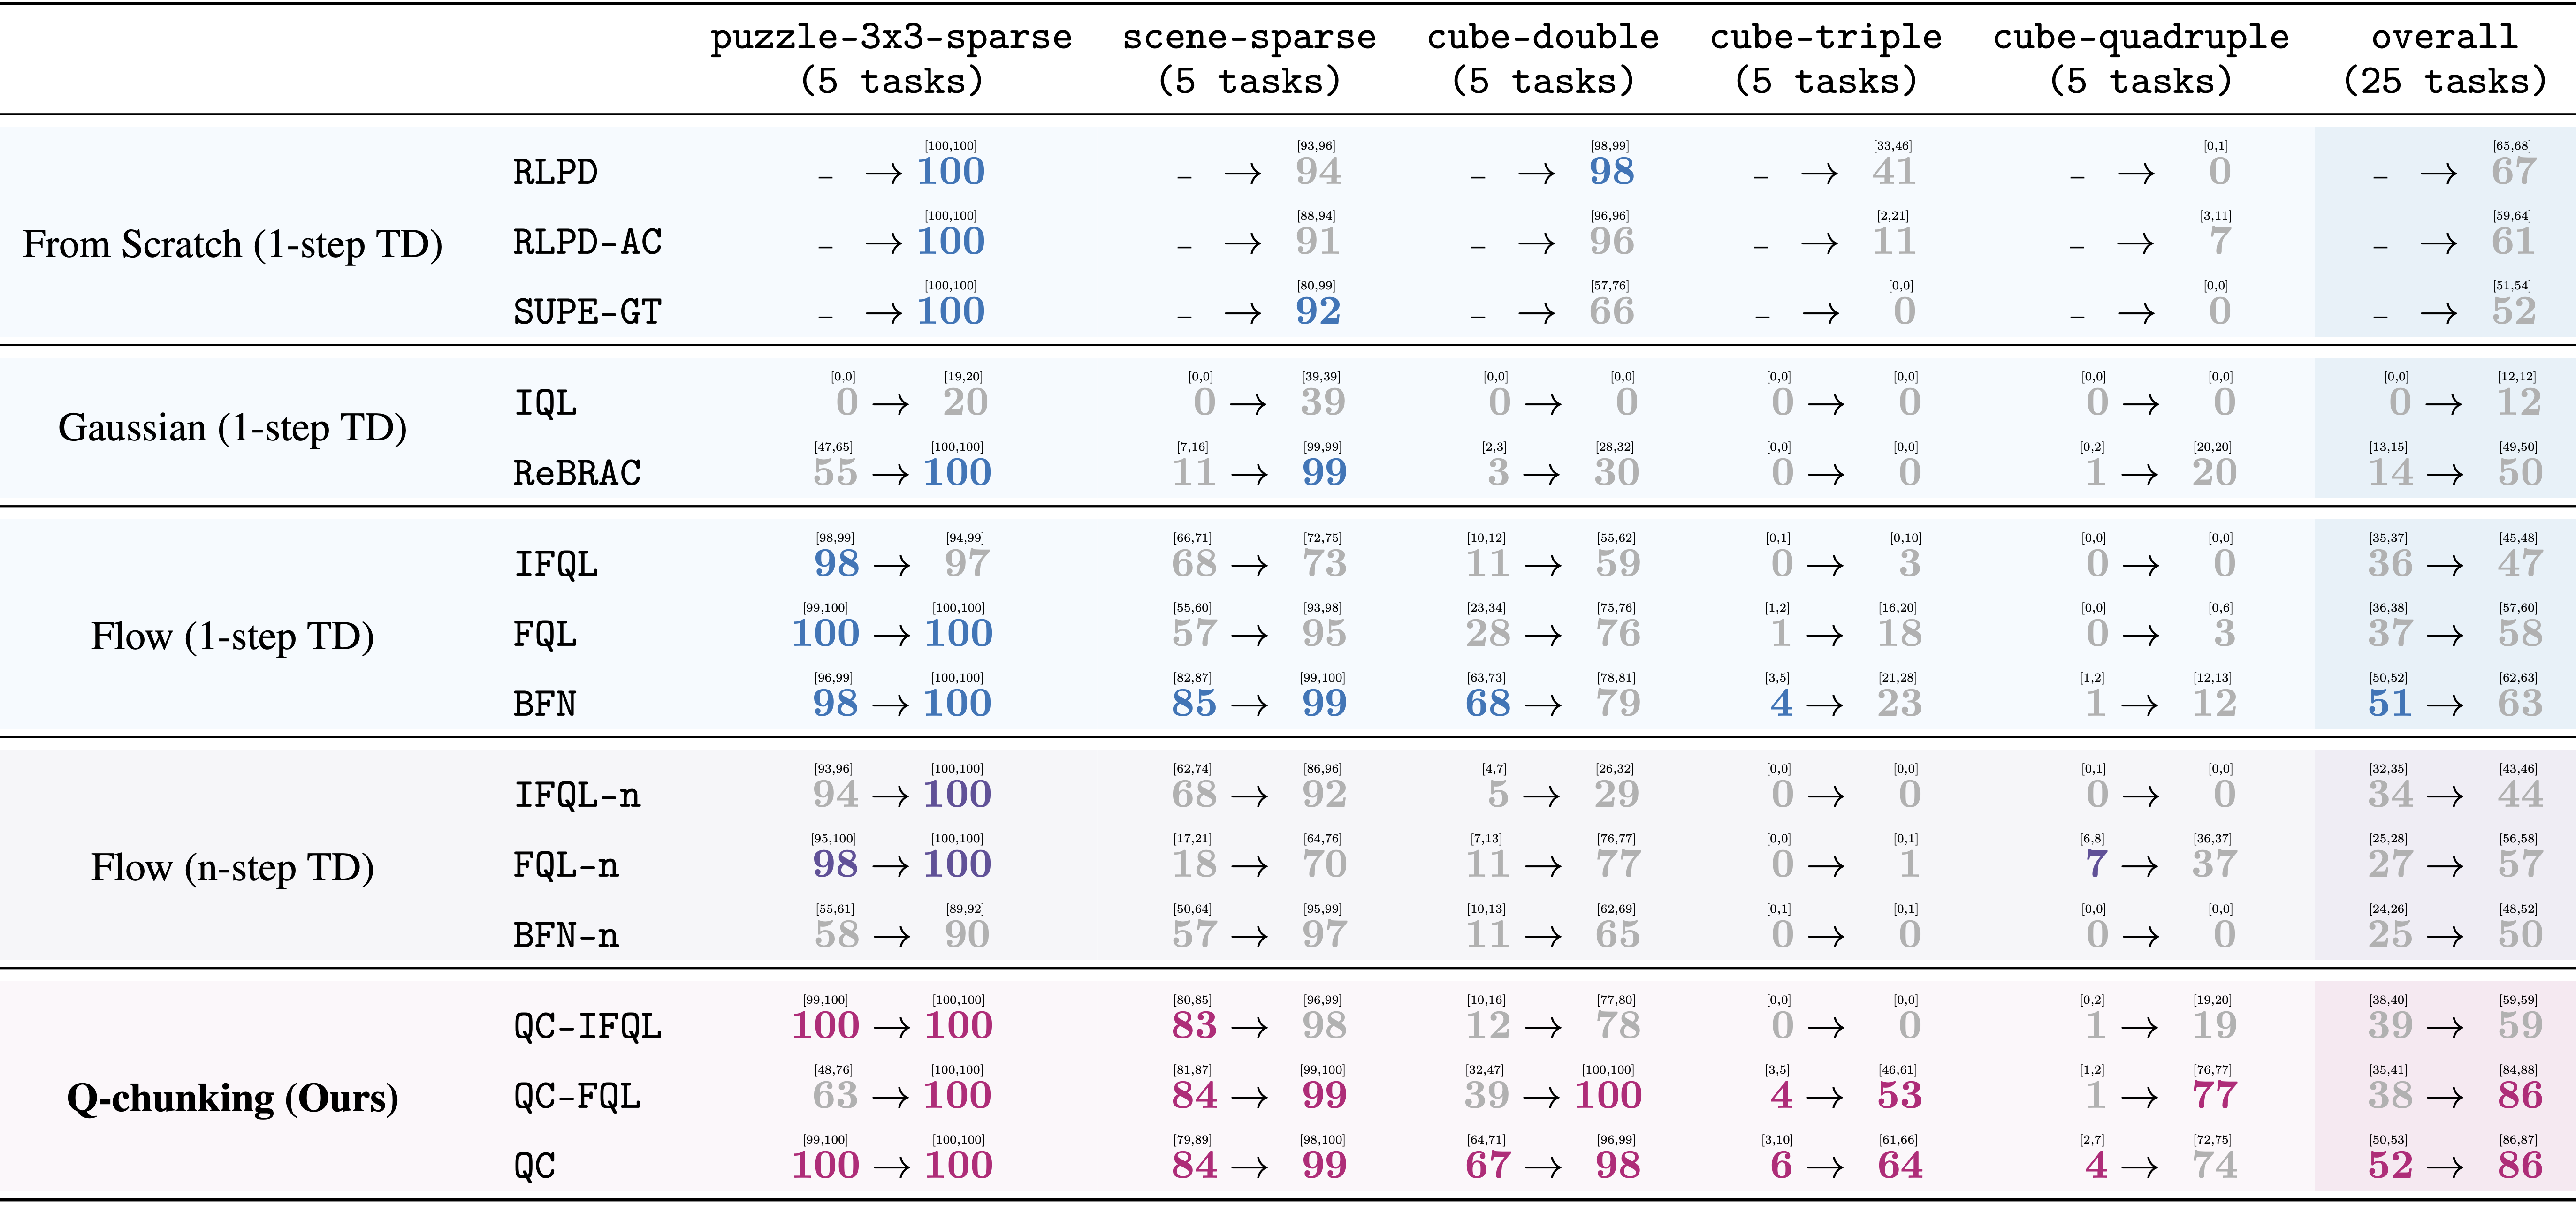 puzzle-3x3-sparse scene-sparse cube-double cube-triple cube-quadruple overall
(5 tasks) (5 tasks) (5 tasks) (5 tasks) (5 tasks) (25 tasks)
[100,100] [93,96] [98,99] [33,46] [0,1] [65,68]
RLPD – → 100 – → 94 – → 98 – → 41 – → 0 – → 67
[100,100] [88,94] [96,96] [2,21] [3,11] [59,64]
From Scratch (1-step TD) RLPD-AC – → 100 – → 91 – → 96 – → 11 – → 7 – → 61
[100,100] [80,99] [57,76] [0,0] [0,0] [51,54]
SUPE-GT – → 100 – → 92 – → 66 – → 0 – → 0 – → 52
[0,0] [19,20] [0,0] [39,39] [0,0] [0,0] [0,0] [0,0] [0,0] [0,0] [0,0] [12,12]
IQL 0 → 20 0 → 39 0 → 0 0 → 0 0 → 0 0 → 12
Gaussian (1-step TD)
[47,65] [100,100] [7,16] [99,99] [2,3] [28,32] [0,0] [0,0] [0,2] [20,20] [13,15] [49,50]
ReBRAC 55 → 100 11 → 99 3 → 30 0 → 0 1 → 20 14 → 50
[98,99] [94,99] [66,71] [72,75] [10,12] [55,62] [0,1] [0,10] [0,0] [0,0] [35,37] [45,48]
IFQL 98 → 97 68 → 73 11 → 59 0 → 3 0 → 0 36 → 47
[99,100] [100,100] [55,60] [93,98] [23,34] [75,76] [1,2] [16,20] [0,0] [0,6] [36,38] [57,60]
Flow (1-step TD) FQL 100 → 100 57 → 95 28 → 76 1 → 18 0 → 3 37 → 58
[96,99] [100,100] [82,87] [99,100] [63,73] [78,81] [3,5] [21,28] [1,2] [12,13] [50,52] [62,63]
BFN 98 → 100 85 → 99 68 → 79 4 → 23 1 → 12 51 → 63
[93,96] [100,100] [62,74] [86,96] [4,7] [26,32] [0,0] [0,0] [0,1] [0,0] [32,35] [43,46]
IFQL-n 94 → 100 68 → 92 5 → 29 0 → 0 0 → 0 34 → 44
[95,100] [100,100] [17,21] [64,76] [7,13] [76,77] [0,0] [0,1] [6,8] [36,37] [25,28] [56,58]
Flow (n-step TD) FQL-n 98 → 100 18 → 70 11 → 77 0 → 1 7 → 37 27 → 57
[55,61] [89,92] [50,64] [95,99] [10,13] [62,69] [0,1] [0,1] [0,0] [0,0] [24,26] [48,52]
BFN-n 58 → 90 57 → 97 11 → 65 0 → 0 0 → 0 25 → 50
[99,100] [100,100] [80,85] [96,99] [10,16] [77,80] [0,0] [0,0] [0,2] [19,20] [38,40] [59,59]
QC-IFQL 100 → 100 83 → 98 12 → 78 0 → 0 1 → 19 39 → 59
[48,76] [100,100] [81,87] [99,100] [32,47] [100,100] [3,5] [46,61] [1,2] [76,77] [35,41] [84,88]
Q-chunking (Ours) QC-FQL 63 → 100 84 → 99 39 → 100 4 → 53 1 → 77 38 → 86
[99,100] [100,100] [79,89] [98,100] [64,71] [96,99] [3,10] [61,66] [2,7] [72,75] [50,53] [86,87]
QC 100 → 100 84 → 99 67 → 98 6 → 64 4 → 74 52 → 86